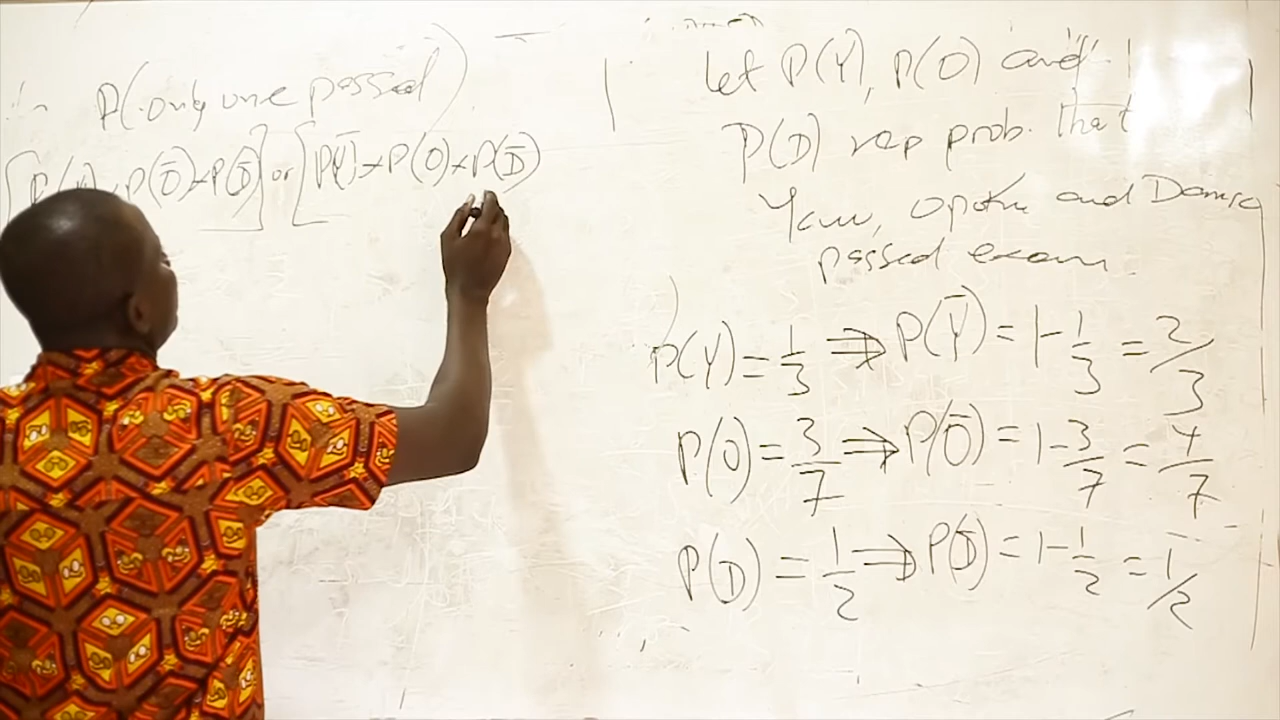 P(only one passed)
P(Ō)×P(D̄)] or [P(Ȳ)×P(O)×P(D̄)
Let P(Y), P(O) and
P(D) rep prob. that
Yaw, Opoku and Danso
passed exam.
P(Y) = 1/3 ⇒ P(Ȳ) = 1 - 1/3 = 2/3
P(O) = 3/7 ⇒ P(Ō) = 1 - 3/7 = 4/7
P(D) = 1/2 ⇒ P(D̄) = 1 - 1/2 = 1/2